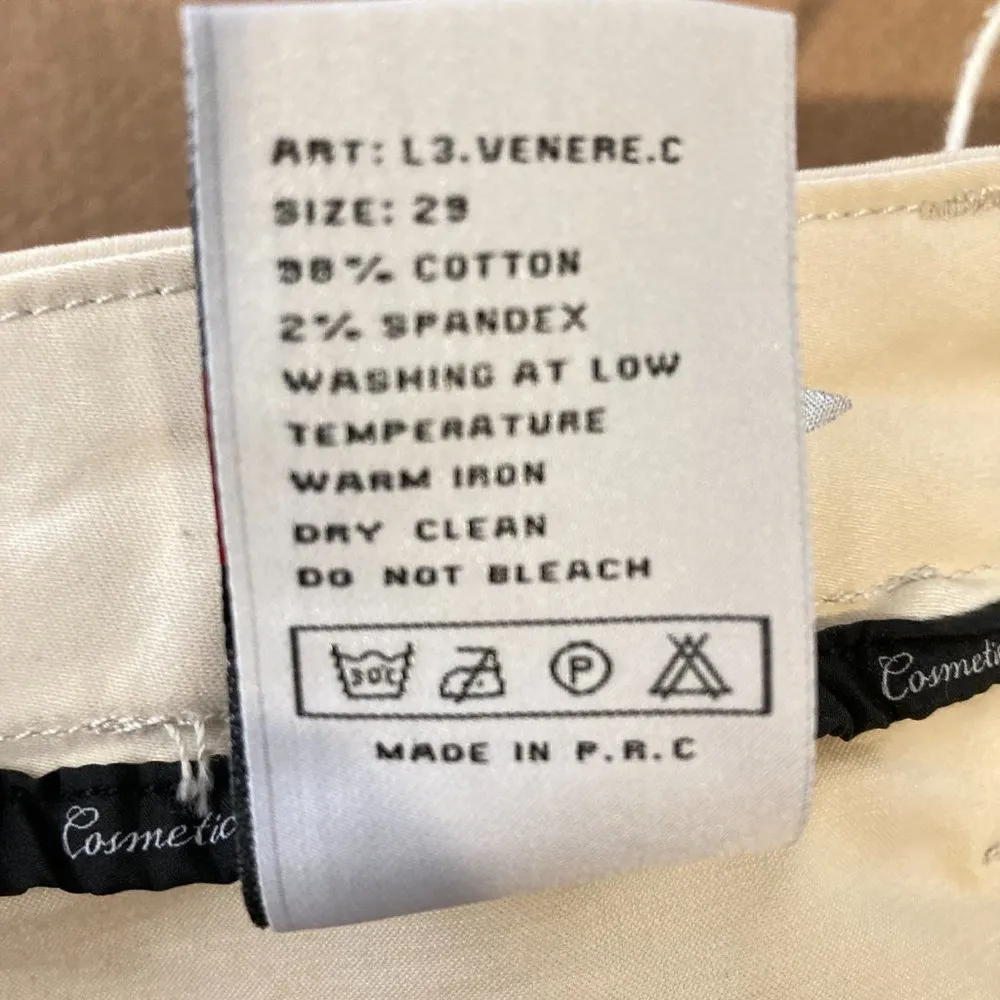 ART: L3.VENERE.C
SIZE: 29
98% COTTON
2% SPANDEX
WASHING AT LOW
TEMPERATURE
WARM IRON
DRY CLEAN
DO NOT BLEACH
30C P
MADE IN P.R.C
Cosmetic
Cosmetic